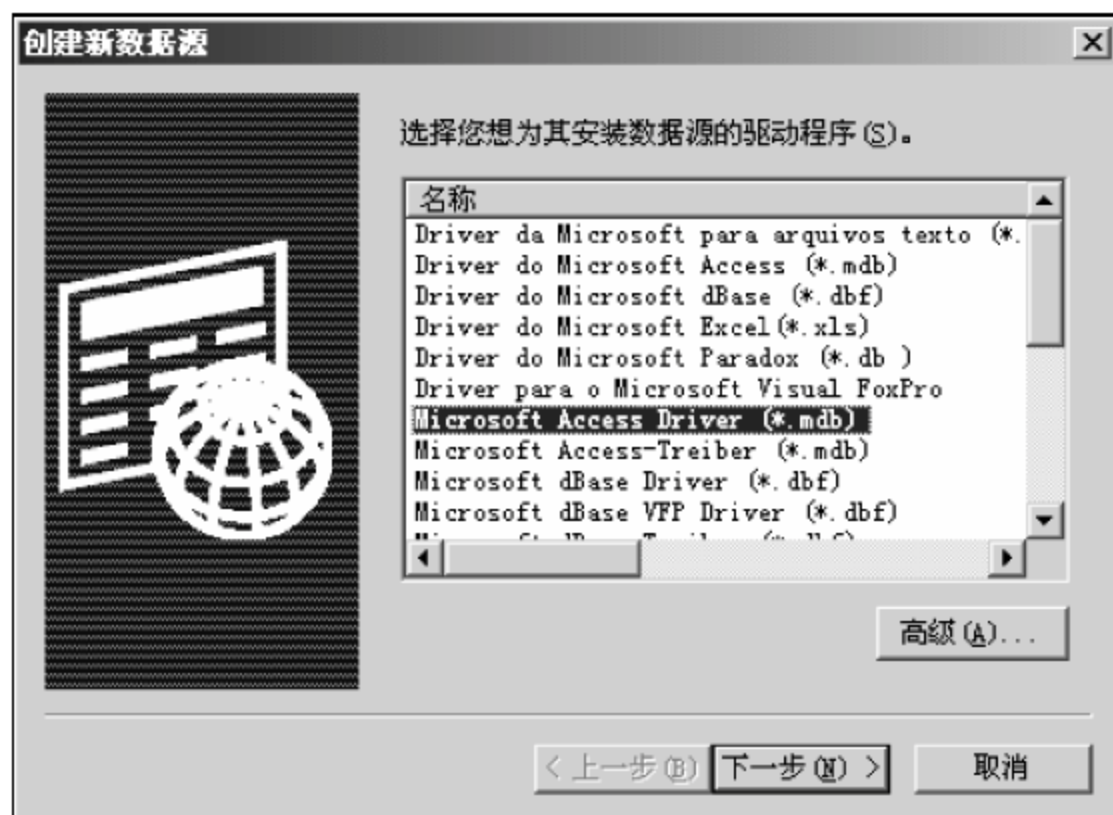 创建新数据源
选择您想为其安装数据源的驱动程序(S)。
名称
Driver da Microsoft para arquivos texto (*.
Driver do Microsoft Access (*.mdb)
Driver do Microsoft dBase (*.dbf)
Driver do Microsoft Excel(*.xls)
Driver do Microsoft Paradox (*.db )
Driver para o Microsoft Visual FoxPro
Microsoft Access Driver (*.mdb)
Microsoft Access-Treiber (*.mdb)
Microsoft dBase Driver (*.dbf)
Microsoft dBase VFP Driver (*.dbf)
高级(A)...
< 上一步(B) 下一步(N) > 取消